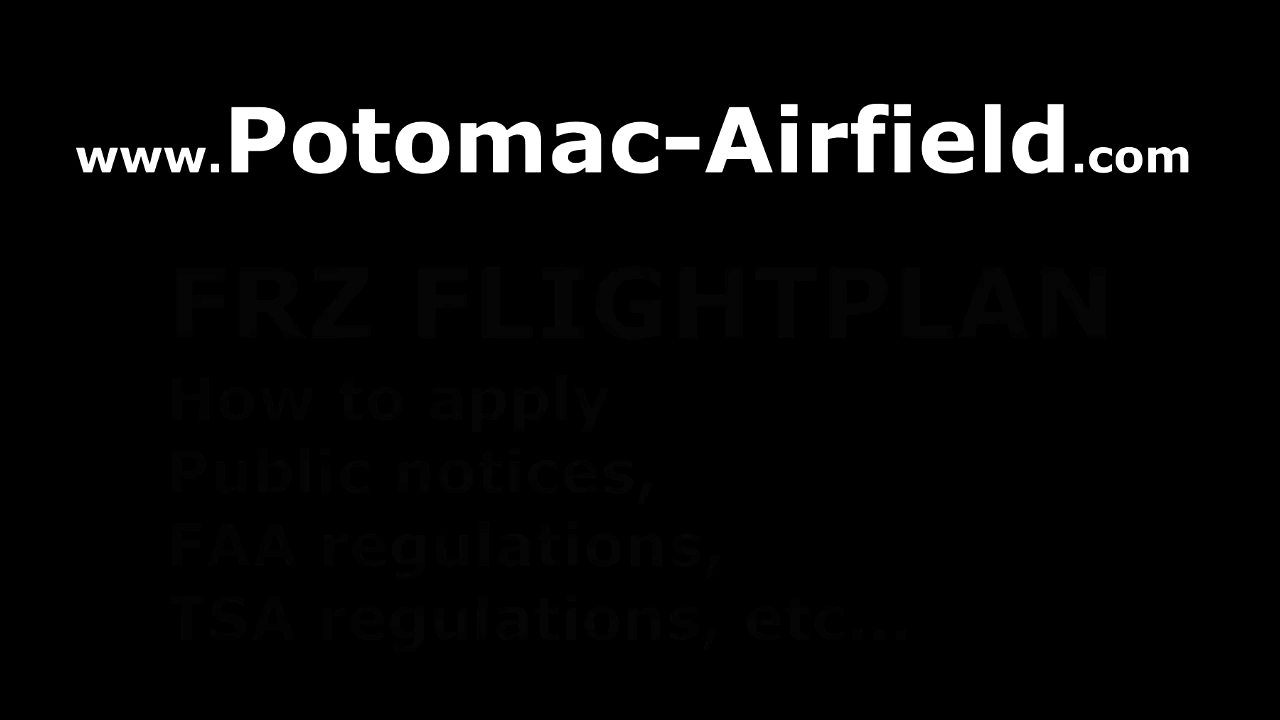 www.Potomac-Airfield.com
FRZ FLIGHTPLAN
How to apply
Public notices,
FAA regulations,
TSA regulations, etc...